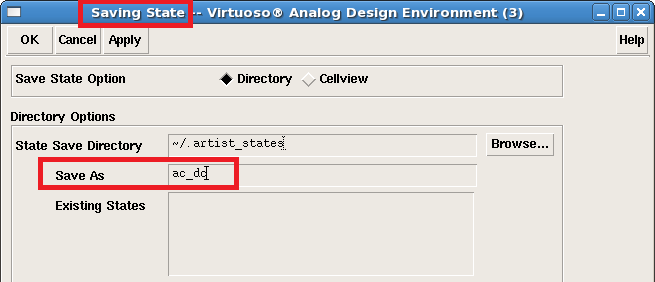 Saving State -- Virtuoso® Analog Design Environment (3)
OK Cancel Apply Help
Save State Option Directory Cellview
Directory Options
State Save Directory ~/.artist_states Browse...
Save As ac_dc
Existing States